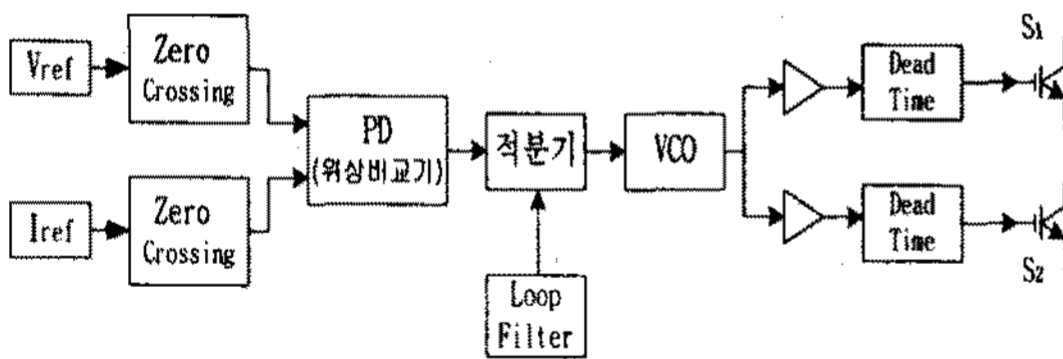 Vref
Zero
Crossing
Iref
Zero
Crossing
PD
(위상비교기)
적분기
Loop
Filter
VCO
Dead
Time
S1
Dead
Time
S2